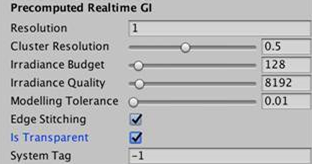 Precomputed Realtime GI
Resolution 1
Cluster Resolution 0.5
Irradiance Budget 128
Irradiance Quality 8192
Modelling Tolerance 0.01
Edge Stitching
Is Transparent
System Tag -1